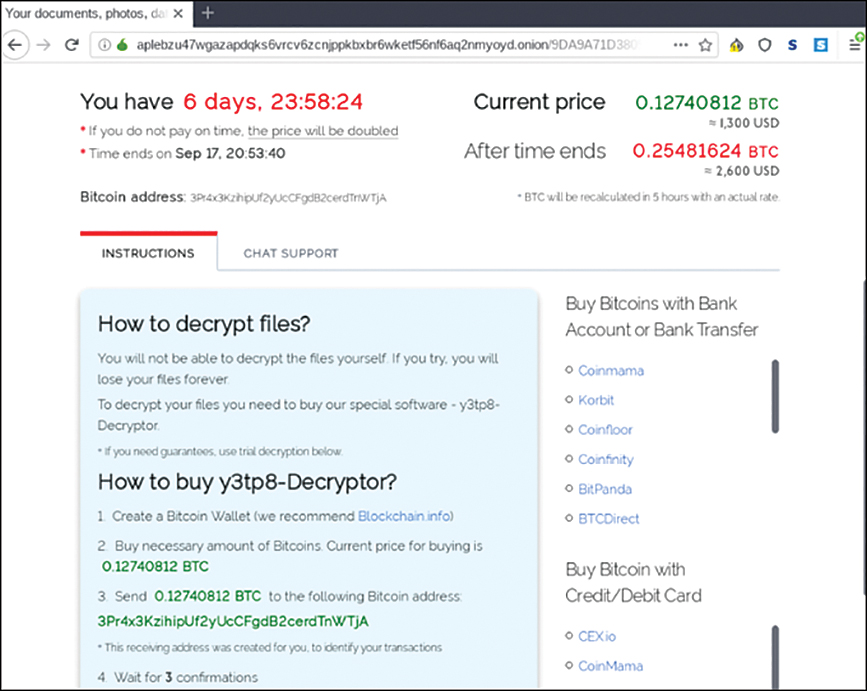 Your documents, photos, da
aplebzu47wgazapdqks6vrcv6zcnjppkbxbr6wketf56nf6aq2nmyoyd.onion/9DA9A71D380
You have 6 days, 23:58:24
* If you do not pay on time, the price will be doubled
* Time ends on Sep 17, 20:53:40
Current price 0.12740812 BTC
≈ 1,300 USD
After time ends 0.25481624 BTC
≈ 2,600 USD
Bitcoin address: 3Pr4x3KzihipUf2yUcCFgdB2cerdTnWTjA
* BTC will be recalculated in 5 hours with an actual rate.
INSTRUCTIONS
CHAT SUPPORT
How to decrypt files?
You will not be able to decrypt the files yourself. If you try, you will
lose your files forever.
To decrypt your files you need to buy our special software - y3tp8-
Decryptor.
* If you need guarantees, use trial decryption below.
How to buy y3tp8-Decryptor?
1. Create a Bitcoin Wallet (we recommend Blockchain.info)
2. Buy necessary amount of Bitcoins. Current price for buying is
0.12740812 BTC
3. Send 0.12740812 BTC to the following Bitcoin address:
3Pr4x3KzihipUf2yUcCFgdB2cerdTnWTjA
* This receiving address was created for you, to identify your transactions
4. Wait for 3 confirmations
Buy Bitcoins with Bank
Account or Bank Transfer
Coinmama
Korbit
Coinfloor
Coinfinity
BitPanda
BTCDirect
Buy Bitcoin with
Credit/Debit Card
CEX.io
CoinMama